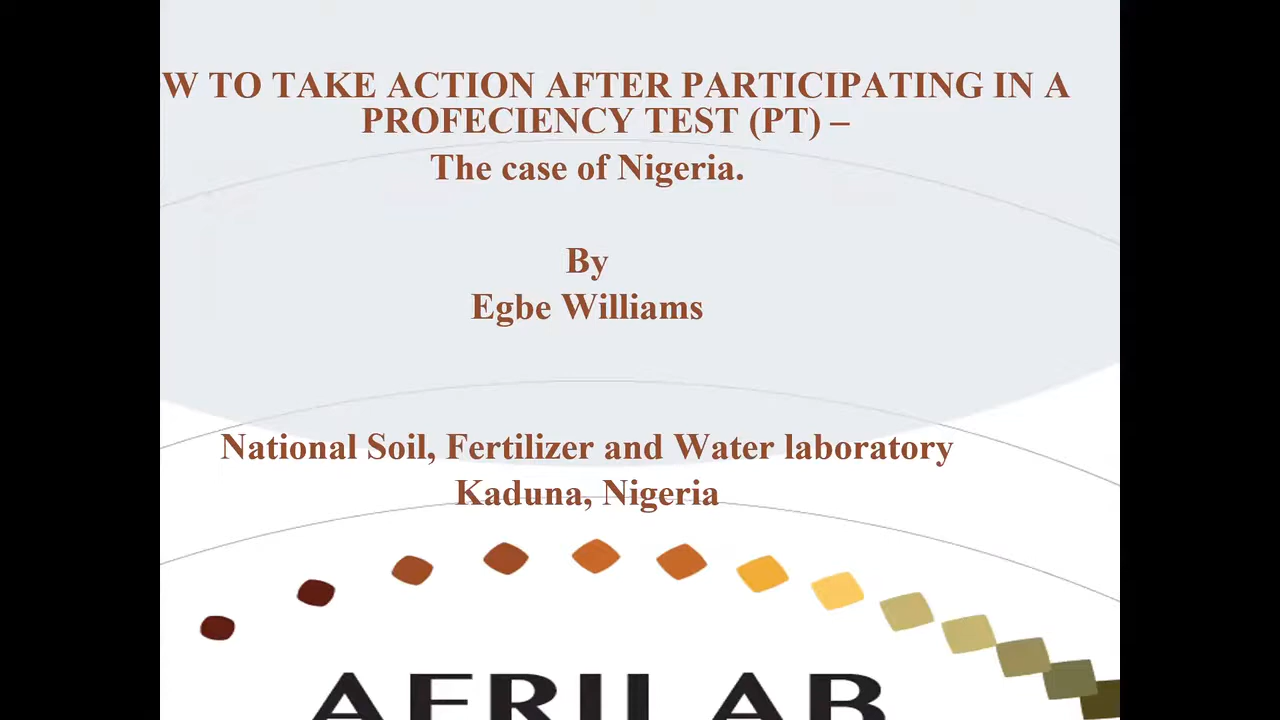 W TO TAKE ACTION AFTER PARTICIPATING IN A
PROFECIENCY TEST (PT) –
The case of Nigeria.
By
Egbe Williams
National Soil, Fertilizer and Water laboratory
Kaduna, Nigeria
AFRILAB